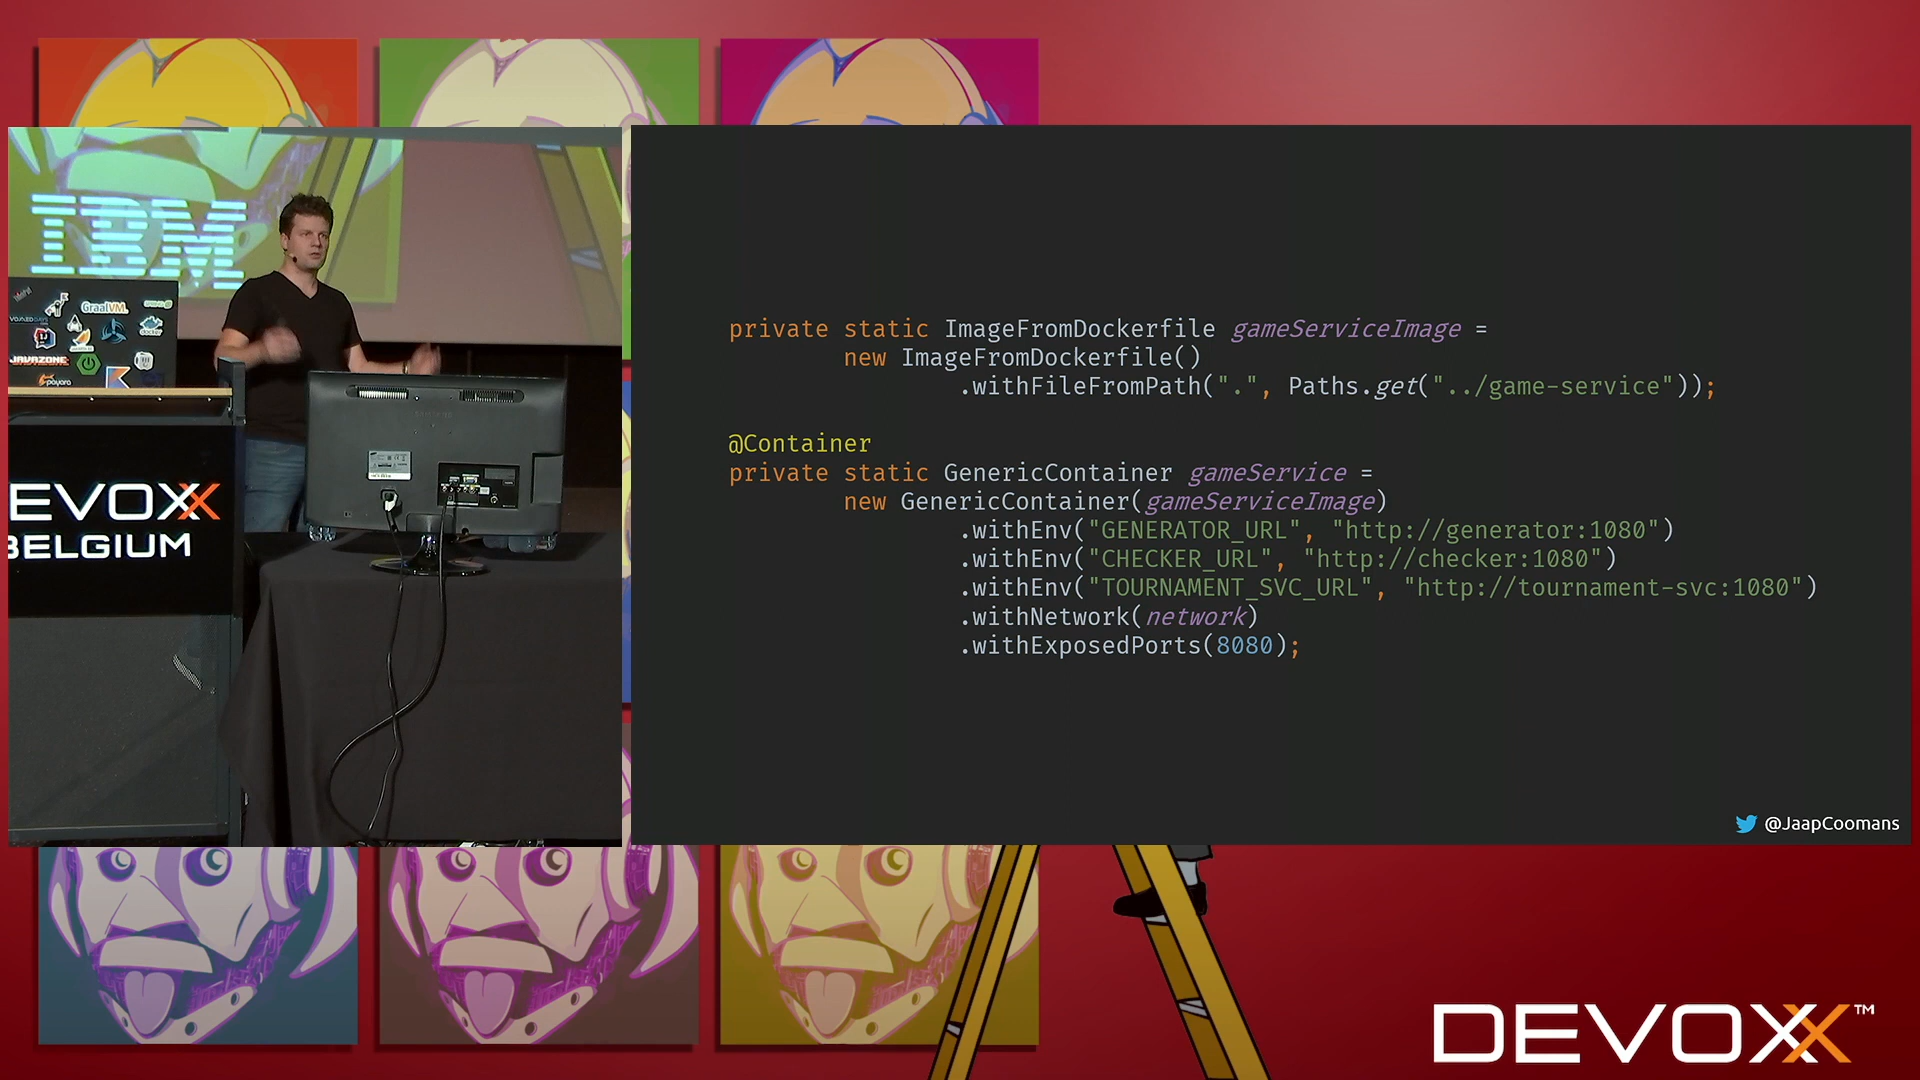 IBM
GraalVM
docker
JAVAZONE
payara
DEVOXX
BELGIUM
private static ImageFromDockerfile gameServiceImage =
new ImageFromDockerfile()
.withFileFromPath(".", Paths.get("../game-service"));
@Container
private static GenericContainer gameService =
new GenericContainer(gameServiceImage)
.withEnv("GENERATOR_URL", "http://generator:1080")
.withEnv("CHECKER_URL", "http://checker:1080")
.withEnv("TOURNAMENT_SVC_URL", "http://tournament-svc:1080")
.withNetwork(network)
.withExposedPorts(8080);
@JaapCoomans
DEVOXX™